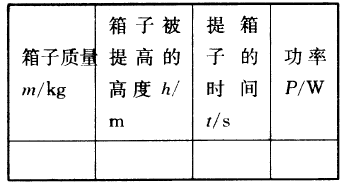 箱子质量
m/kg
箱子被
提高的
高度 h/
m
提箱
子的
时间
t/s
功率
P/W